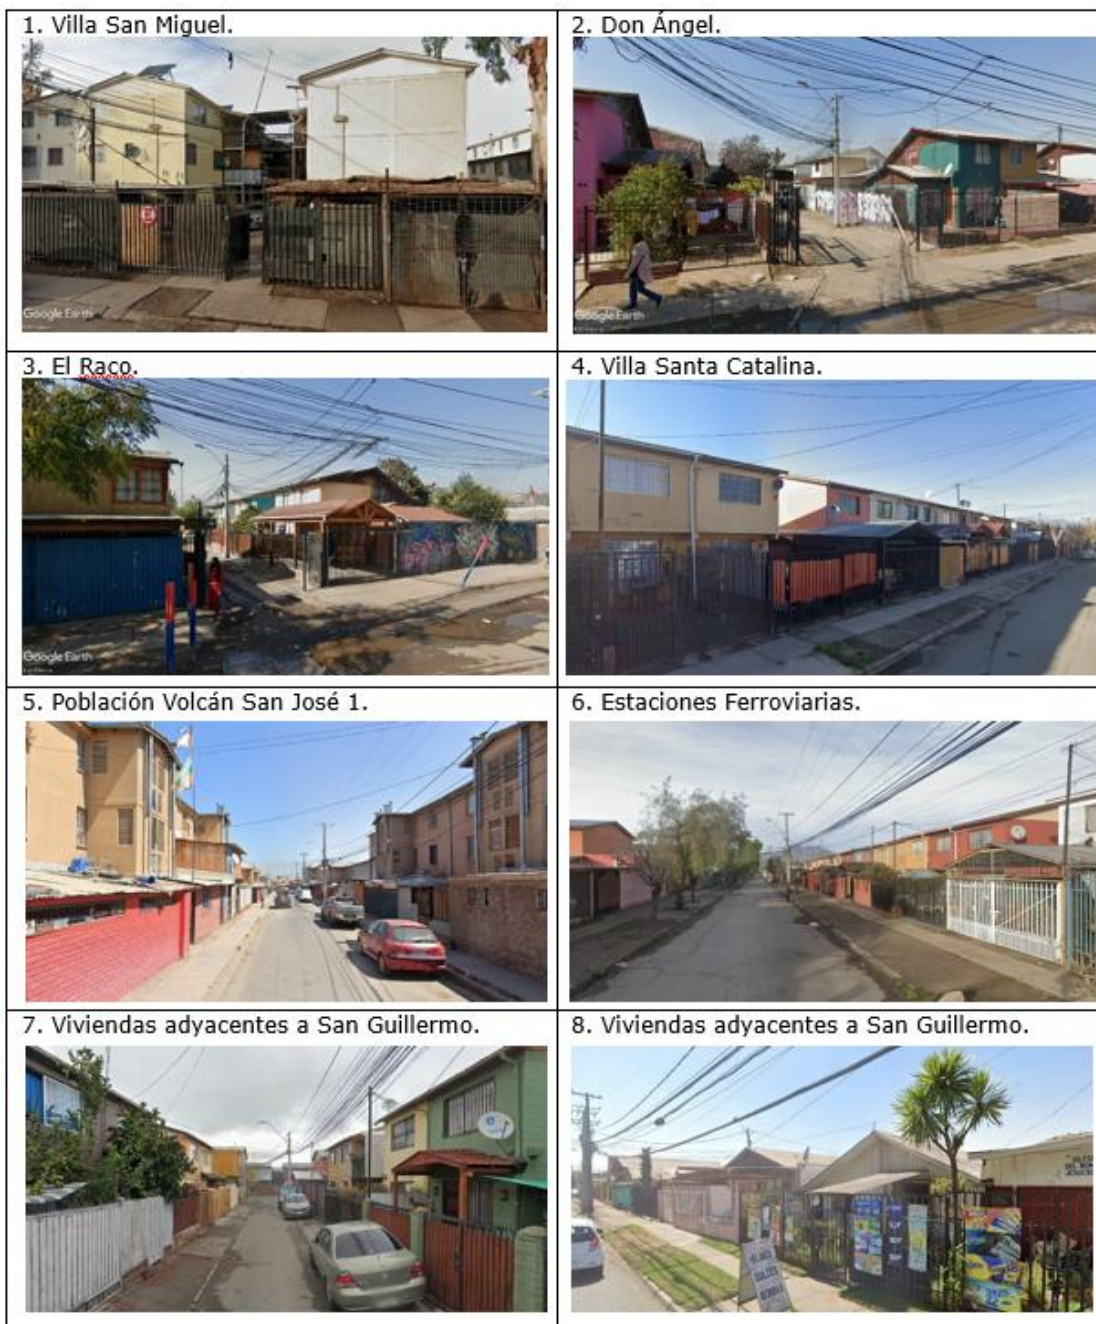 1. Villa San Miguel.
2. Don Ángel.
Google Earth
Google Earth
3. El Raco.
4. Villa Santa Catalina.
Google Earth
5. Población Volcán San José 1.
6. Estaciones Ferroviarias.
7. Viviendas adyacentes a San Guillermo.
8. Viviendas adyacentes a San Guillermo.
HELADOS